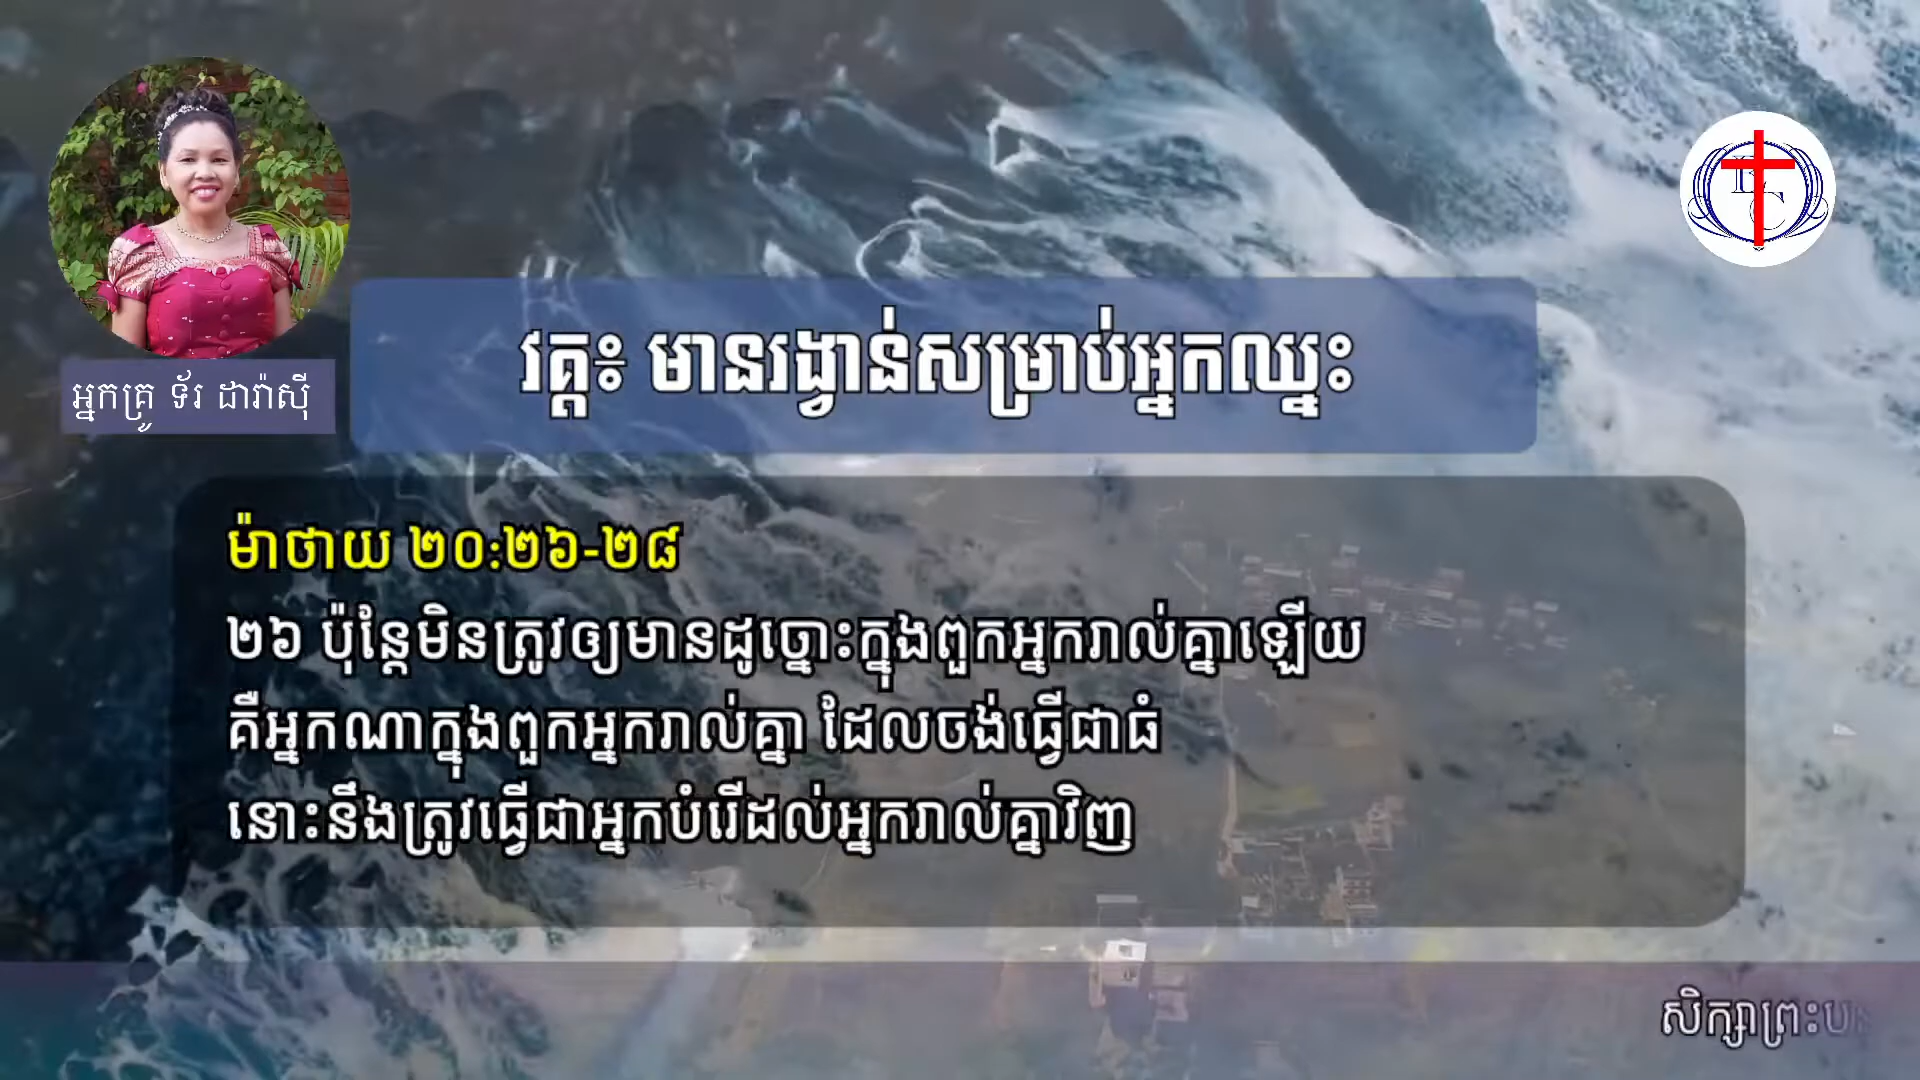 អ្នកគ្រូ ទ័រ ដារ៉ាស៊ី
វគ្គ៖ មានរង្វាន់សម្រាប់អ្នកឈ្នះ
ម៉ាថាយ ២០:២៦-២៨
២៦ ប៉ុន្តែមិនត្រូវឲ្យមានដូច្នោះក្នុងពួកអ្នករាល់គ្នាឡើយ
គឺអ្នកណាក្នុងពួកអ្នករាល់គ្នា ដែលចង់ធ្វើជាធំ
នោះនឹងត្រូវធ្វើជាអ្នកបំរើដល់អ្នករាល់គ្នាវិញ
សិក្សាព្រះ